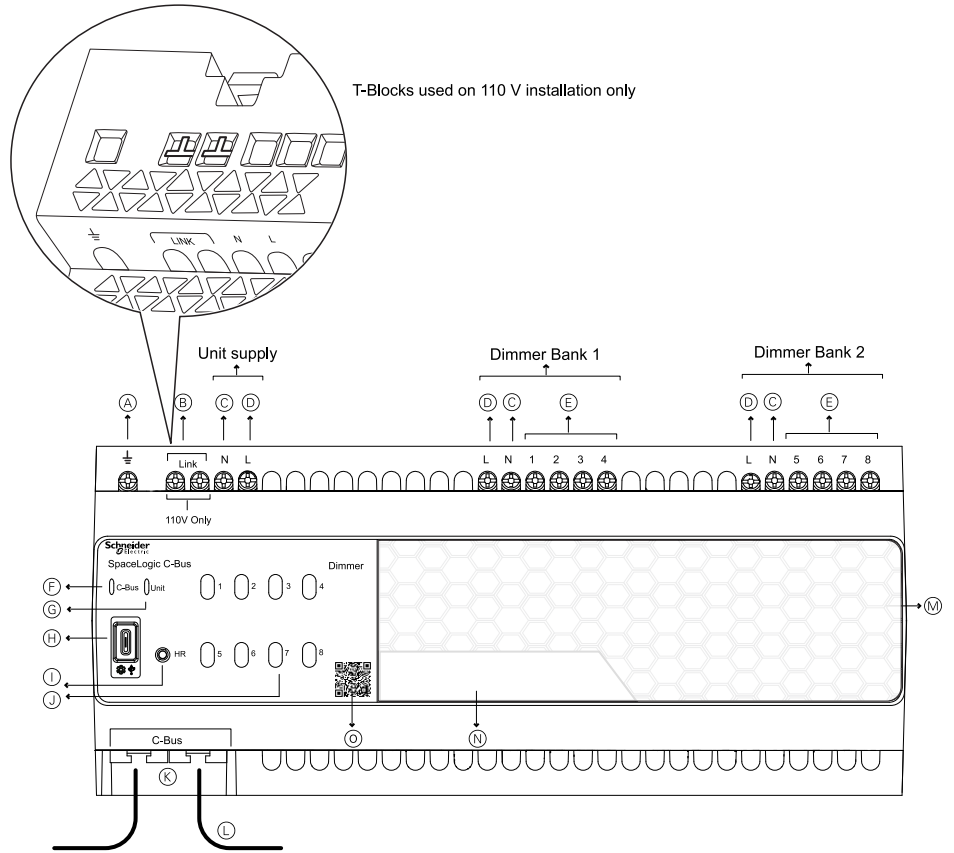 T-Blocks used on 110 V installation only
LINK N L
Unit supply
Dimmer Bank 1
Dimmer Bank 2
A B C D D C E D C E
Link N L L N 1 2 3 4 L N 5 6 7 8
110V Only
Schneider
Electric
SpaceLogic C-Bus
Dimmer
F C-Bus Unit 1 2 3 4
G
M
H
HR 5 6 7 8
I
J
O
N
C-Bus
K
L